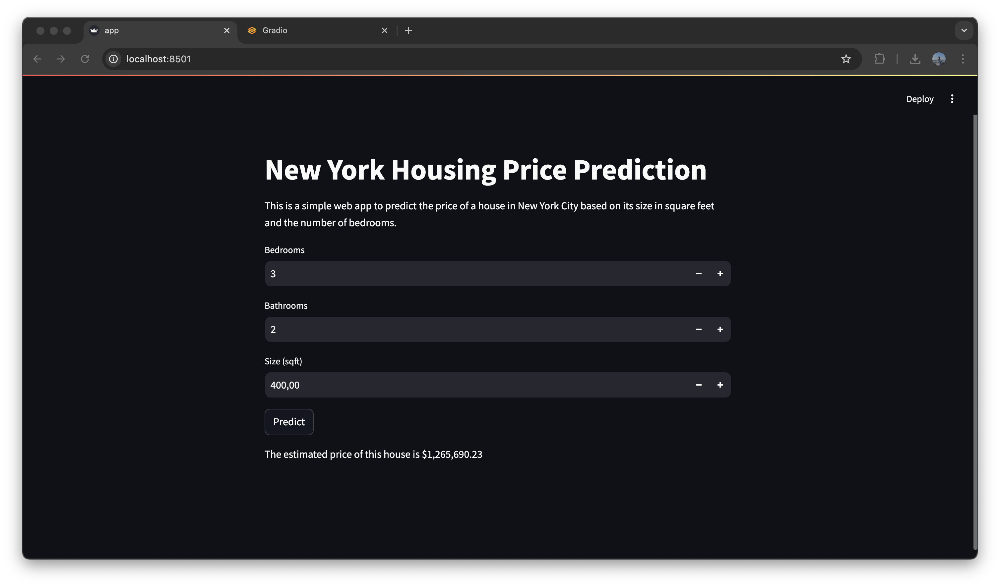 app
Gradio
localhost:8501
Deploy
New York Housing Price Prediction
This is a simple web app to predict the price of a house in New York City based on its size in square feet
and the number of bedrooms.
Bedrooms
3
Bathrooms
2
Size (sqft)
400,00
Predict
The estimated price of this house is $1,265,690.23